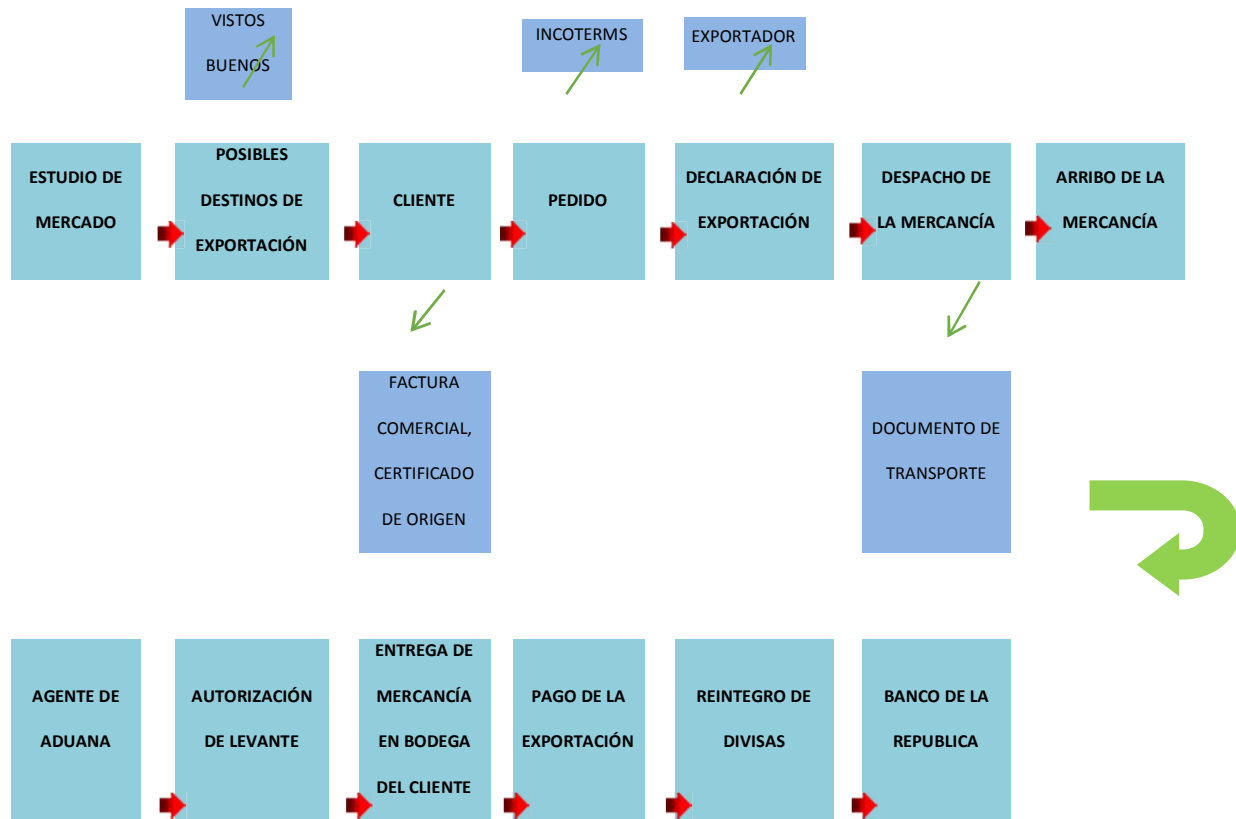 VISTOS
BUENOS
INCOTERMS
EXPORTADOR
ESTUDIO DE
MERCADO
POSIBLES
DESTINOS DE
EXPORTACIÓN
CLIENTE
PEDIDO
DECLARACIÓN DE
EXPORTACIÓN
DESPACHO DE
LA MERCANCÍA
ARRIBO DE LA
MERCANCÍA
FACTURA
COMERCIAL,
CERTIFICADO
DE ORIGEN
DOCUMENTO DE
TRANSPORTE
AGENTE DE
ADUANA
AUTORIZACIÓN
DE LEVANTE
ENTREGA DE
MERCANCÍA
EN BODEGA
DEL CLIENTE
PAGO DE LA
EXPORTACIÓN
REINTEGRO DE
DIVISAS
BANCO DE LA
REPUBLICA